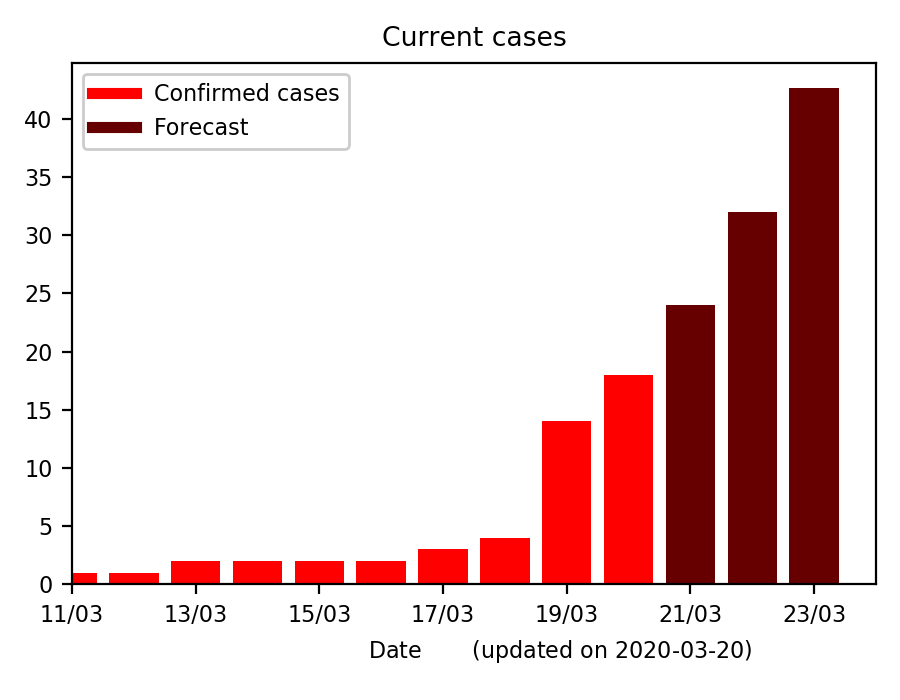 Current cases
Confirmed cases
Forecast
40
35
30
25
20
15
10
5
0
11/03 13/03 15/03 17/03 19/03 21/03 23/03
Date (updated on 2020-03-20)